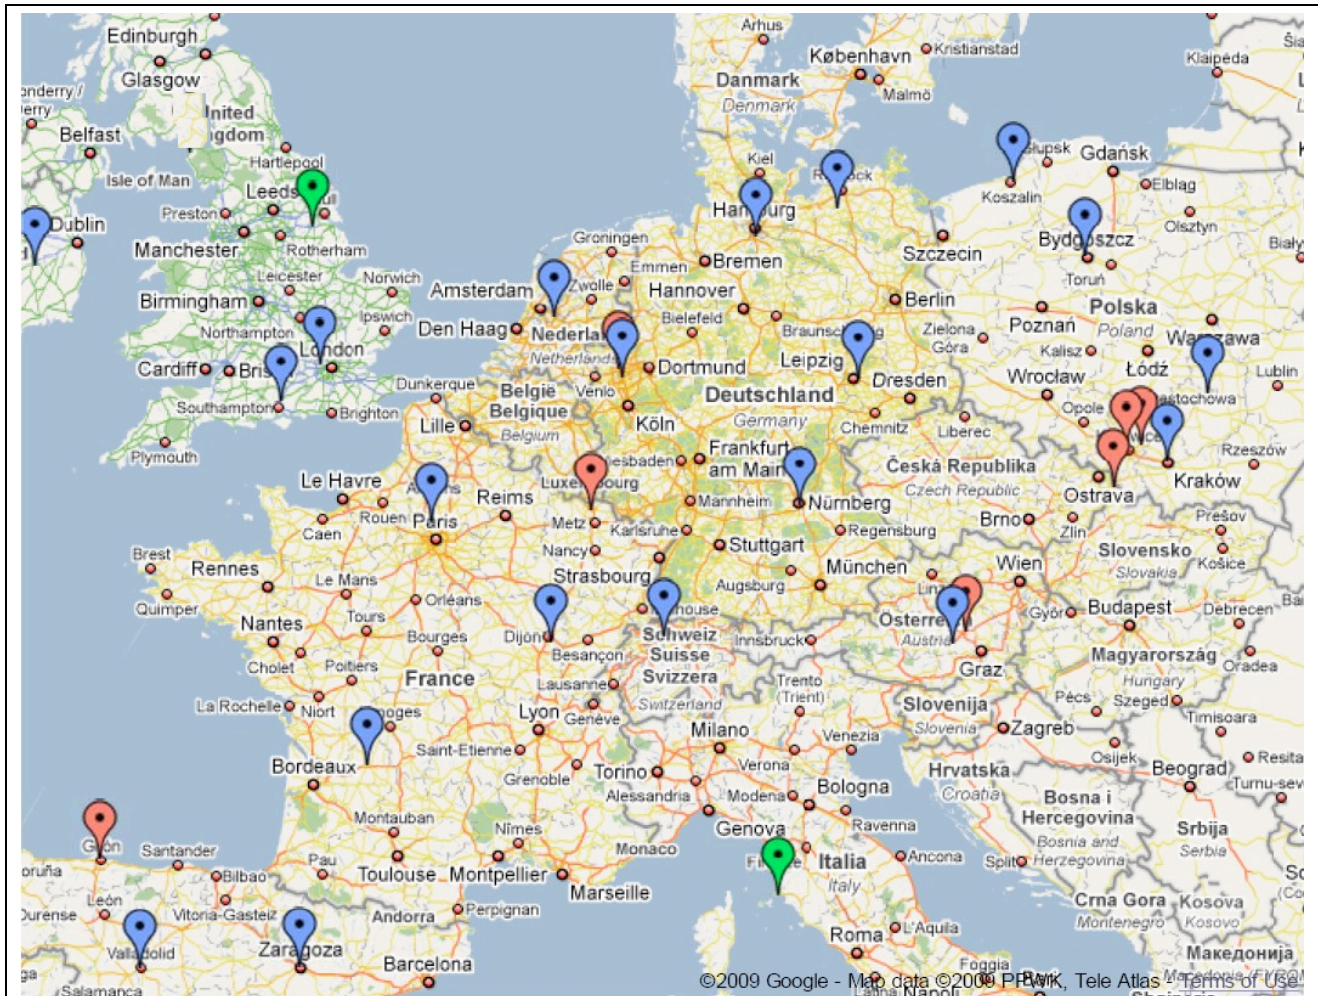 Edinburgh
Arhus
København
Kristianstad
Klaipėda
Glasgow
Danmark
Denmark
Malmö
Belfast
Hartlepool
Kiel
Gdańsk
Isle of Man
Leeds
Koszalin
Elbląg
Preston
Dublin
Olsztyn
Manchester
Rotherham
Groningen
Bremen
Szczecin
Bydgoszcz
Leicester
Norwich
Emmen
Toruń
Amsterdam
Zwolle
Hannover
Berlin
Birmingham
Ipswich
Polska
Poland
Northampton
Den Haag
Bielefeld
Poznań
London
Netherlands
Leipzig
Zielona
Góra
Kalisz
Łódź
Cardiff
Dortmund
Dresden
Wrocław
Lublin
Dunkerque
België
Belgique
Belgium
Venlo
Deutschland
Germany
Opole
Southampton
Brighton
Lille
Köln
Chemnitz
Liberec
Plymouth
Frankfurt
am Main
Rzeszów
Česká Republika
Czech Republic
Le Havre
Reims
Luxembourg
Mannheim
Nürnberg
Ostrava
Kraków
Rouen
Paris
Caen
Metz
Karlsruhe
Regensburg
Brno
Zlín
Prešov
Brest
Rennes
Nancy
Stuttgart
Slovensko
Slovakia
Košice
Le Mans
Strasbourg
Augsburg
München
Wien
Quimper
Orléans
Győr
Budapest
Debrecen
Nantes
Tours
Bourges
Dijon
Besançon
Schweiz
Suisse
Svizzera
Switzerland
Innsbruck
Austria
Graz
Cholet
Poitiers
France
Lausanne
Trento
(Trient)
Magyarország
Hungary
Oradea
La Rochelle
Niort
Lyon
Genève
Slovenija
Slovenia
Pécs
Szeged
Timisoara
Milano
Venezia
Zagreb
Saint-Etienne
Grenoble
Verona
Osijek
Resita
Bordeaux
Torino
Bologna
Hrvatska
Croatia
Beograd
Alessandria
Modena
Bosna i
Hercegovina
Bosnia and
Herzegovina
Montauban
Nîmes
Genova
Ravenna
Srbija
Serbia
Santander
Monaco
Italia
Italy
Ancona
Split
Pau
Toulouse
Montpellier
Marseille
Bilbao
León
Vitoria-Gasteiz
Andorra
Perpignan
Crna Gora
Montenegro
Kosova
Kosovo
L'Aquila
Valladolid
Zaragoza
Roma
Barcelona
Foggia
Македонија
Salamanca
©2009 Google - Map data ©2009 PPWK, Tele Atlas - Terms of Use